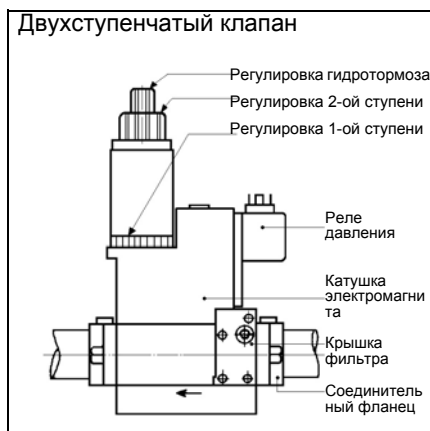 Двухступенчатый клапан
Регулировка гидротормоза
Регулировка 2-ой ступени
Регулировка 1-ой ступени
Реле
давления
Катушка
электромагни
та
Крышка
фильтра
Соединитель
ный фланец